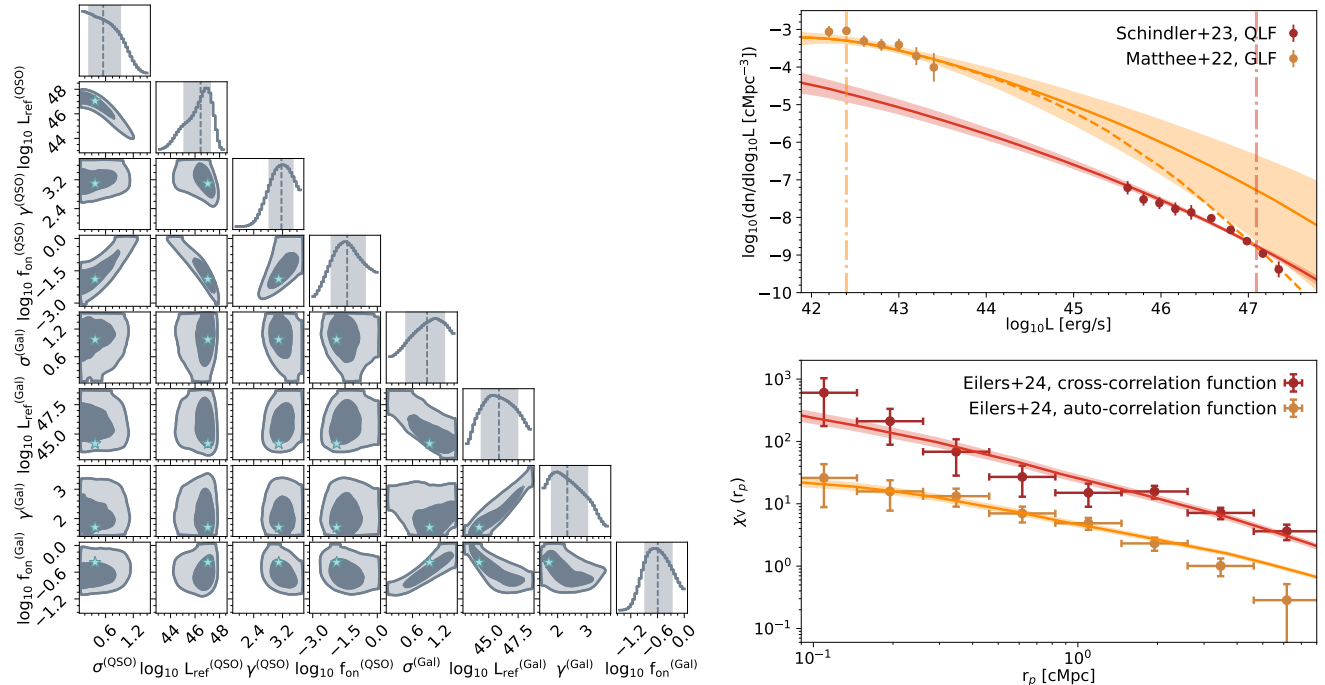 48
46
44
log₁₀ L_ref^(QSO)
3.2
2.4
γ^(QSO)
0.0
−1.5
−3.0
log₁₀ f_on^(QSO)
1.2
0.6
σ^(Gal)
47.5
45.0
log₁₀ L_ref^(Gal)
3
2
γ^(Gal)
0.0
−0.6
−1.2
log₁₀ f_on^(Gal)
0.6 1.2 44 46 48 2.4 3.2 −3.0 −1.5 0.0 0.6 1.2 45.0 47.5 2 3 −1.2 −0.6 0.0
σ^(QSO) log₁₀ L_ref^(QSO) γ^(QSO) log₁₀ f_on^(QSO) σ^(Gal) log₁₀ L_ref^(Gal) γ^(Gal) log₁₀ f_on^(Gal)
Schindler+23, QLF
Matthee+22, GLF
log₁₀(dn/dlog₁₀L [cMpc⁻³])
−3
−4
−5
−6
−7
−8
−9
−10
42 43 44 45 46 47
log₁₀L [erg/s]
Eilers+24, cross-correlation function
Eilers+24, auto-correlation function
χ_V (r_p)
10³
10²
10¹
10⁰
10⁻¹
10⁻¹ 10⁰
r_p [cMpc]